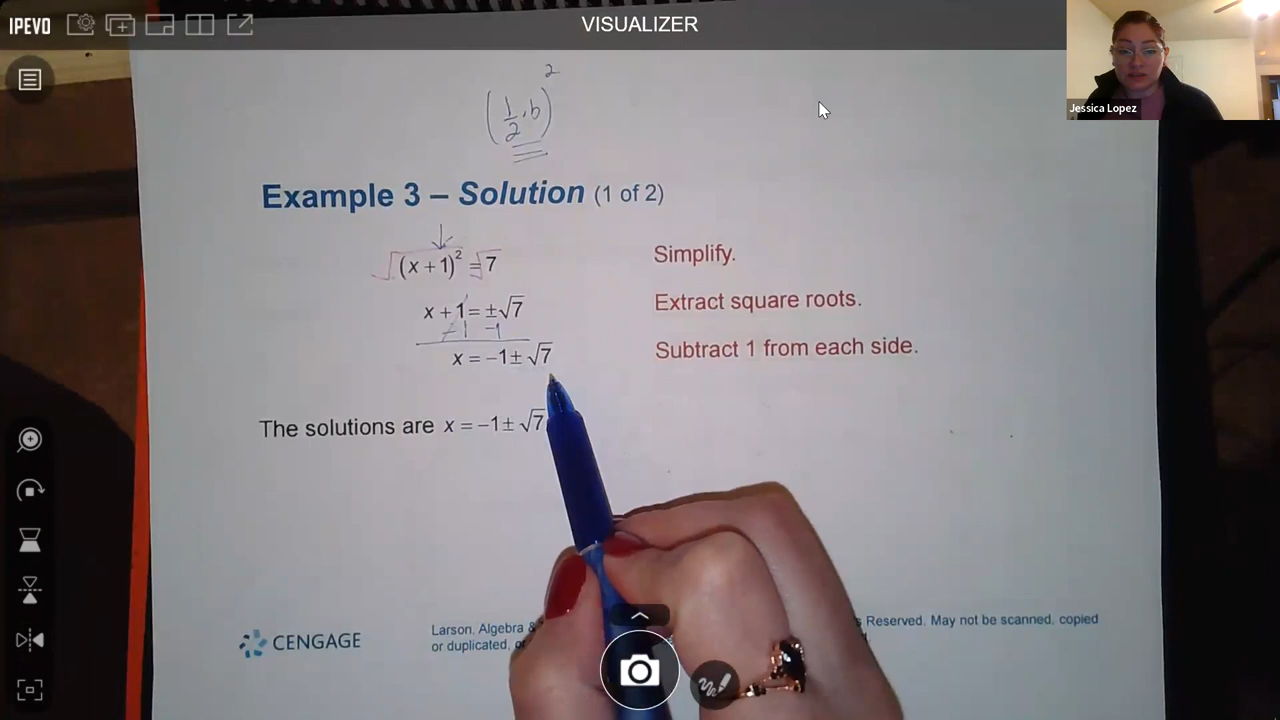 IPEVO
VISUALIZER
Jessica Lopez
(1/2 · b)²
Example 3 – Solution (1 of 2)
√(x + 1)² = √7
Simplify.
x + 1 = ±√7
Extract square roots.
−1 −1
x = −1 ± √7
Subtract 1 from each side.
The solutions are x = −1 ± √7
CENGAGE
Larson, Algebra & s Reserved. May not be scanned, copied
or duplicated,